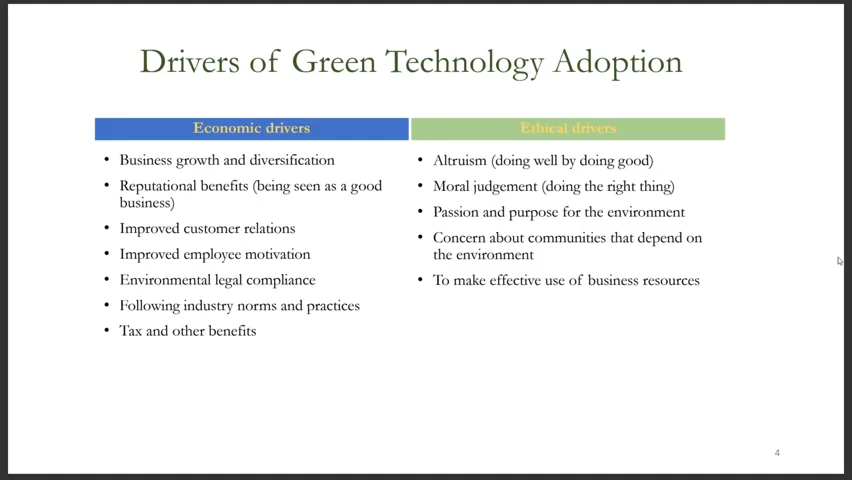 Drivers of Green Technology Adoption
Economic drivers
• Business growth and diversification
• Reputational benefits (being seen as a good
business)
• Improved customer relations
• Improved employee motivation
• Environmental legal compliance
• Following industry norms and practices
• Tax and other benefits
Ethical drivers
• Altruism (doing well by doing good)
• Moral judgement (doing the right thing)
• Passion and purpose for the environment
• Concern about communities that depend on
the environment
• To make effective use of business resources
4